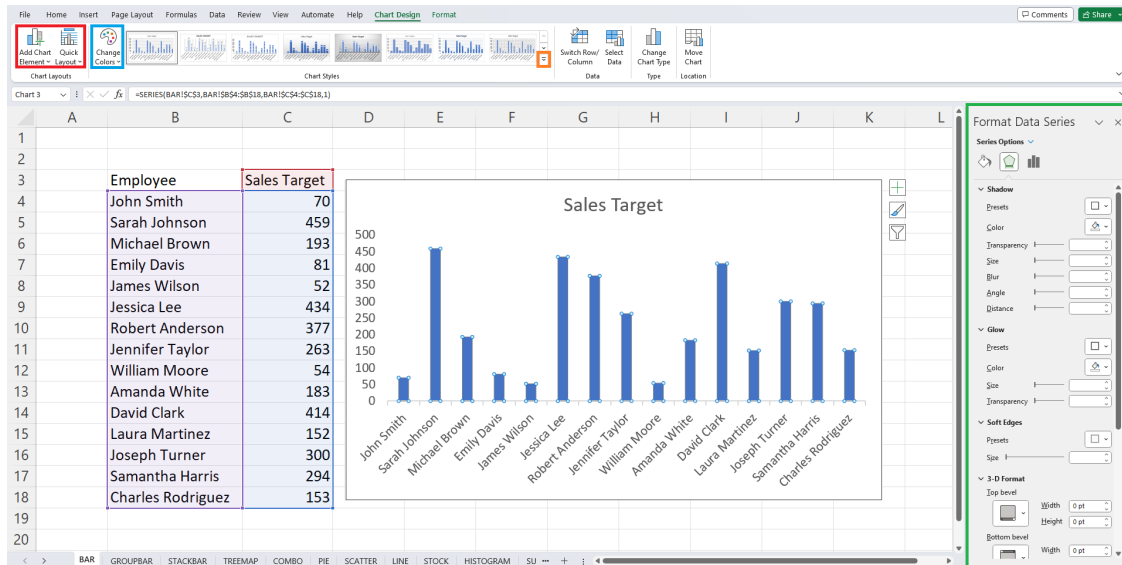 File Home Insert Page Layout Formulas Data Review View Automate Help Chart Design Format Comments Share
Add Chart Element Quick Layout Change Colors Switch Row/ Column Select Data Change Chart Type Move Chart
Chart Layouts Chart Styles Data Type Location
Chart 3 fx =SERIES(BAR!$C$3,BAR!$B$4:$B$18,BAR!$C$4:$C$18,1)
A B C D E F G H I J K L
1
2
3 Employee Sales Target
4 John Smith 70
5 Sarah Johnson 459
6 Michael Brown 193
7 Emily Davis 81
8 James Wilson 52
9 Jessica Lee 434
10 Robert Anderson 377
11 Jennifer Taylor 263
12 William Moore 54
13 Amanda White 183
14 David Clark 414
15 Laura Martinez 152
16 Joseph Turner 300
17 Samantha Harris 294
18 Charles Rodriguez 153
19
20
Sales Target
500
450
400
350
300
250
200
150
100
50
0
John Smith Sarah Johnson Michael Brown Emily Davis James Wilson Jessica Lee Robert Anderson Jennifer Taylor William Moore Amanda White David Clark Laura Martinez Joseph Turner Samantha Harris Charles Rodriguez
Format Data Series
Series Options
Shadow
Presets
Color
Transparency
Size
Blur
Angle
Distance
Glow
Presets
Color
Size
Transparency
Soft Edges
Presets
Size
3-D Format
Top bevel
Width 0 pt
Height 0 pt
Bottom bevel
Width 0 pt
BAR GROUPBAR STACKBAR TREEMAP COMBO PIE SCATTER LINE STOCK HISTOGRAM SU ...